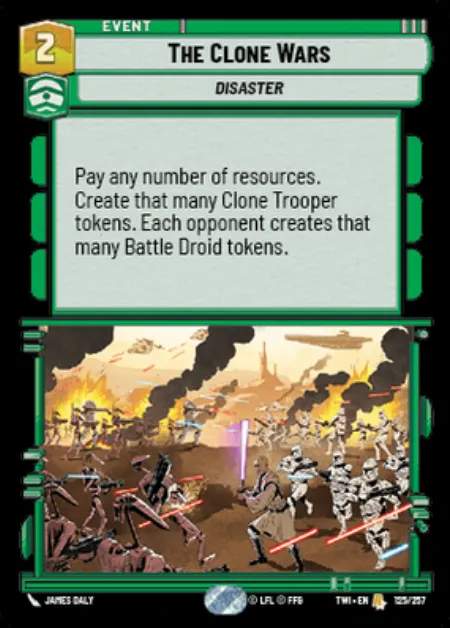 EVENT
2
THE CLONE WARS
DISASTER
Pay any number of resources.
Create that many Clone Trooper
tokens. Each opponent creates that
many Battle Droid tokens.
JAMES DALY
© LFL © FFG
TWI • EN
125/257